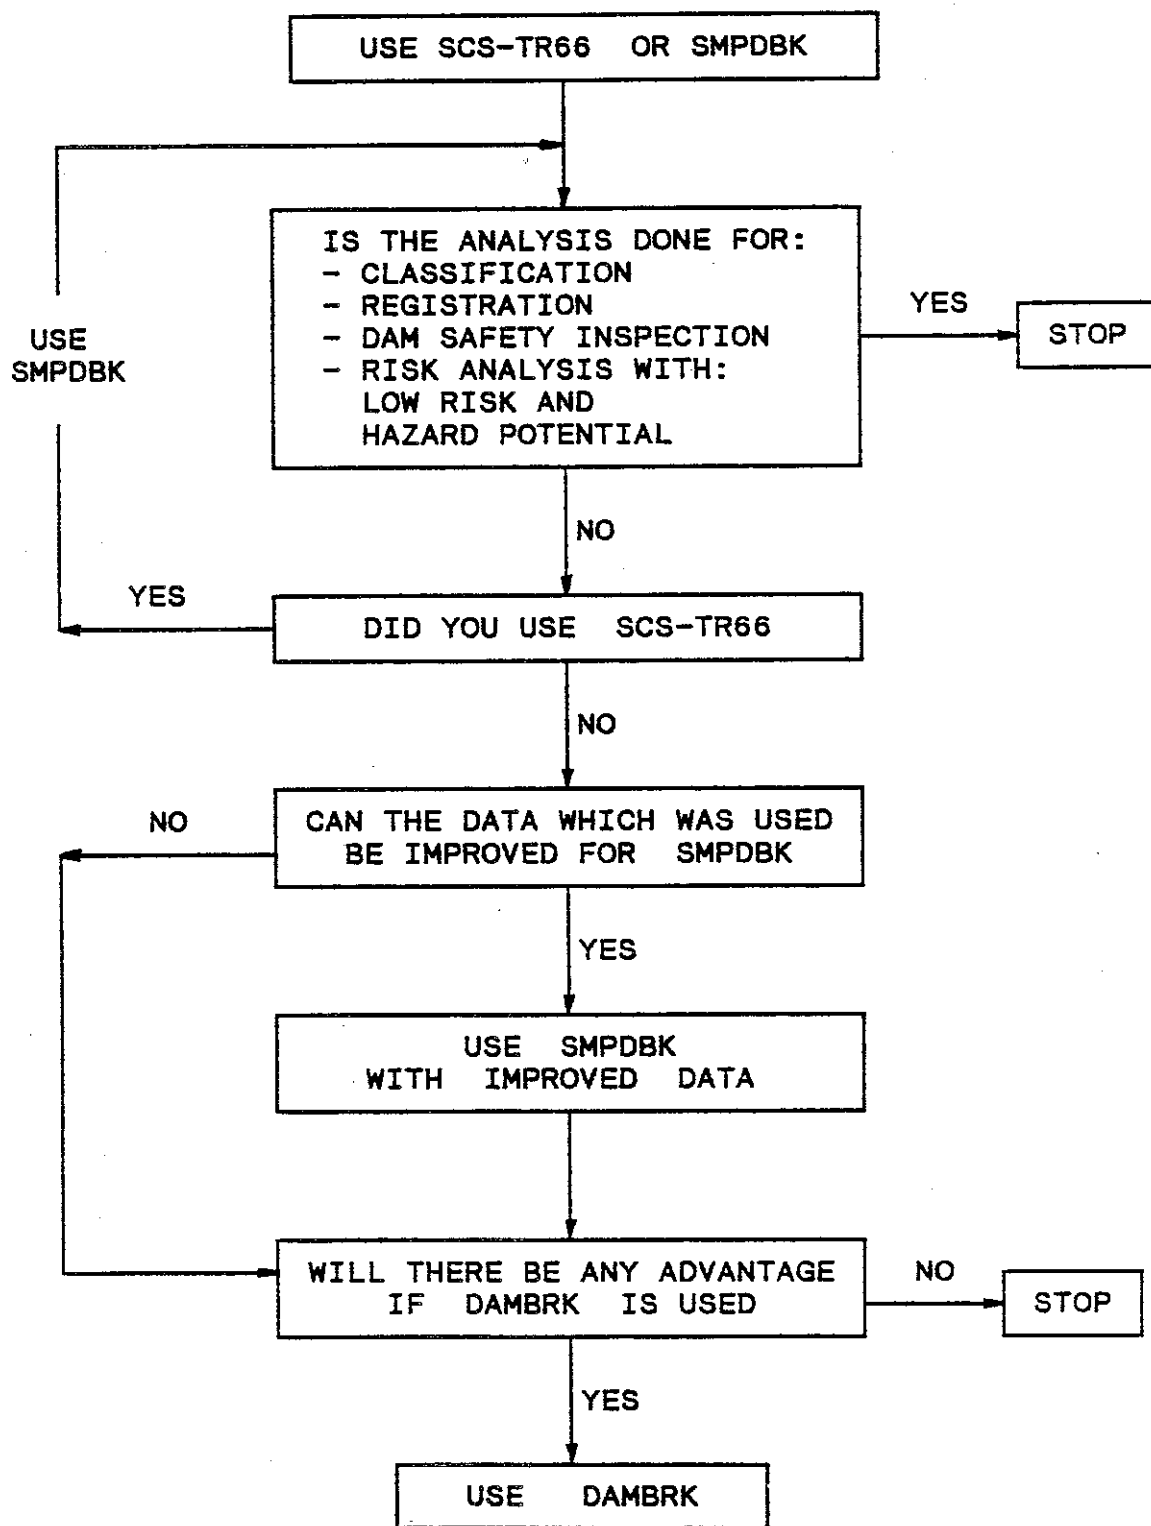 USE SCS-TR66 OR SMPDBK
IS THE ANALYSIS DONE FOR:
- CLASSIFICATION
- REGISTRATION
- DAM SAFETY INSPECTION
- RISK ANALYSIS WITH:
LOW RISK AND
HAZARD POTENTIAL
YES
STOP
USE
SMPDBK
NO
YES
DID YOU USE SCS-TR66
NO
NO
CAN THE DATA WHICH WAS USED
BE IMPROVED FOR SMPDBK
YES
USE SMPDBK
WITH IMPROVED DATA
WILL THERE BE ANY ADVANTAGE
IF DAMBRK IS USED
NO
STOP
YES
USE DAMBRK